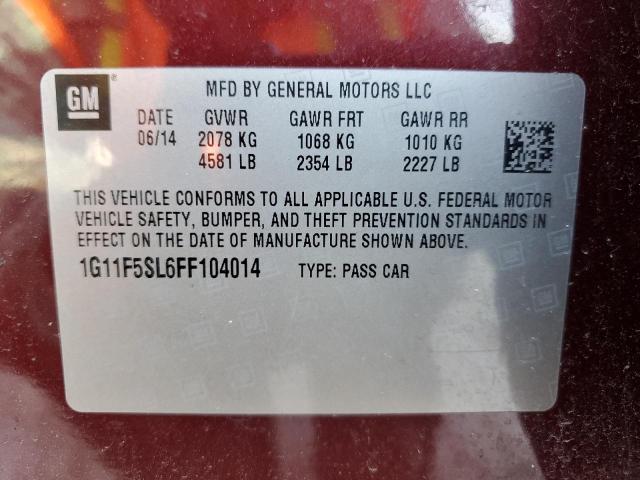 GM
MFD BY GENERAL MOTORS LLC
DATE GVWR GAWR FRT GAWR RR
06/14 2078 KG 1068 KG 1010 KG
4581 LB 2354 LB 2227 LB
THIS VEHICLE CONFORMS TO ALL APPLICABLE U.S. FEDERAL MOTOR
VEHICLE SAFETY, BUMPER, AND THEFT PREVENTION STANDARDS IN
EFFECT ON THE DATE OF MANUFACTURE SHOWN ABOVE.
1G11F5SL6FF104014 TYPE: PASS CAR